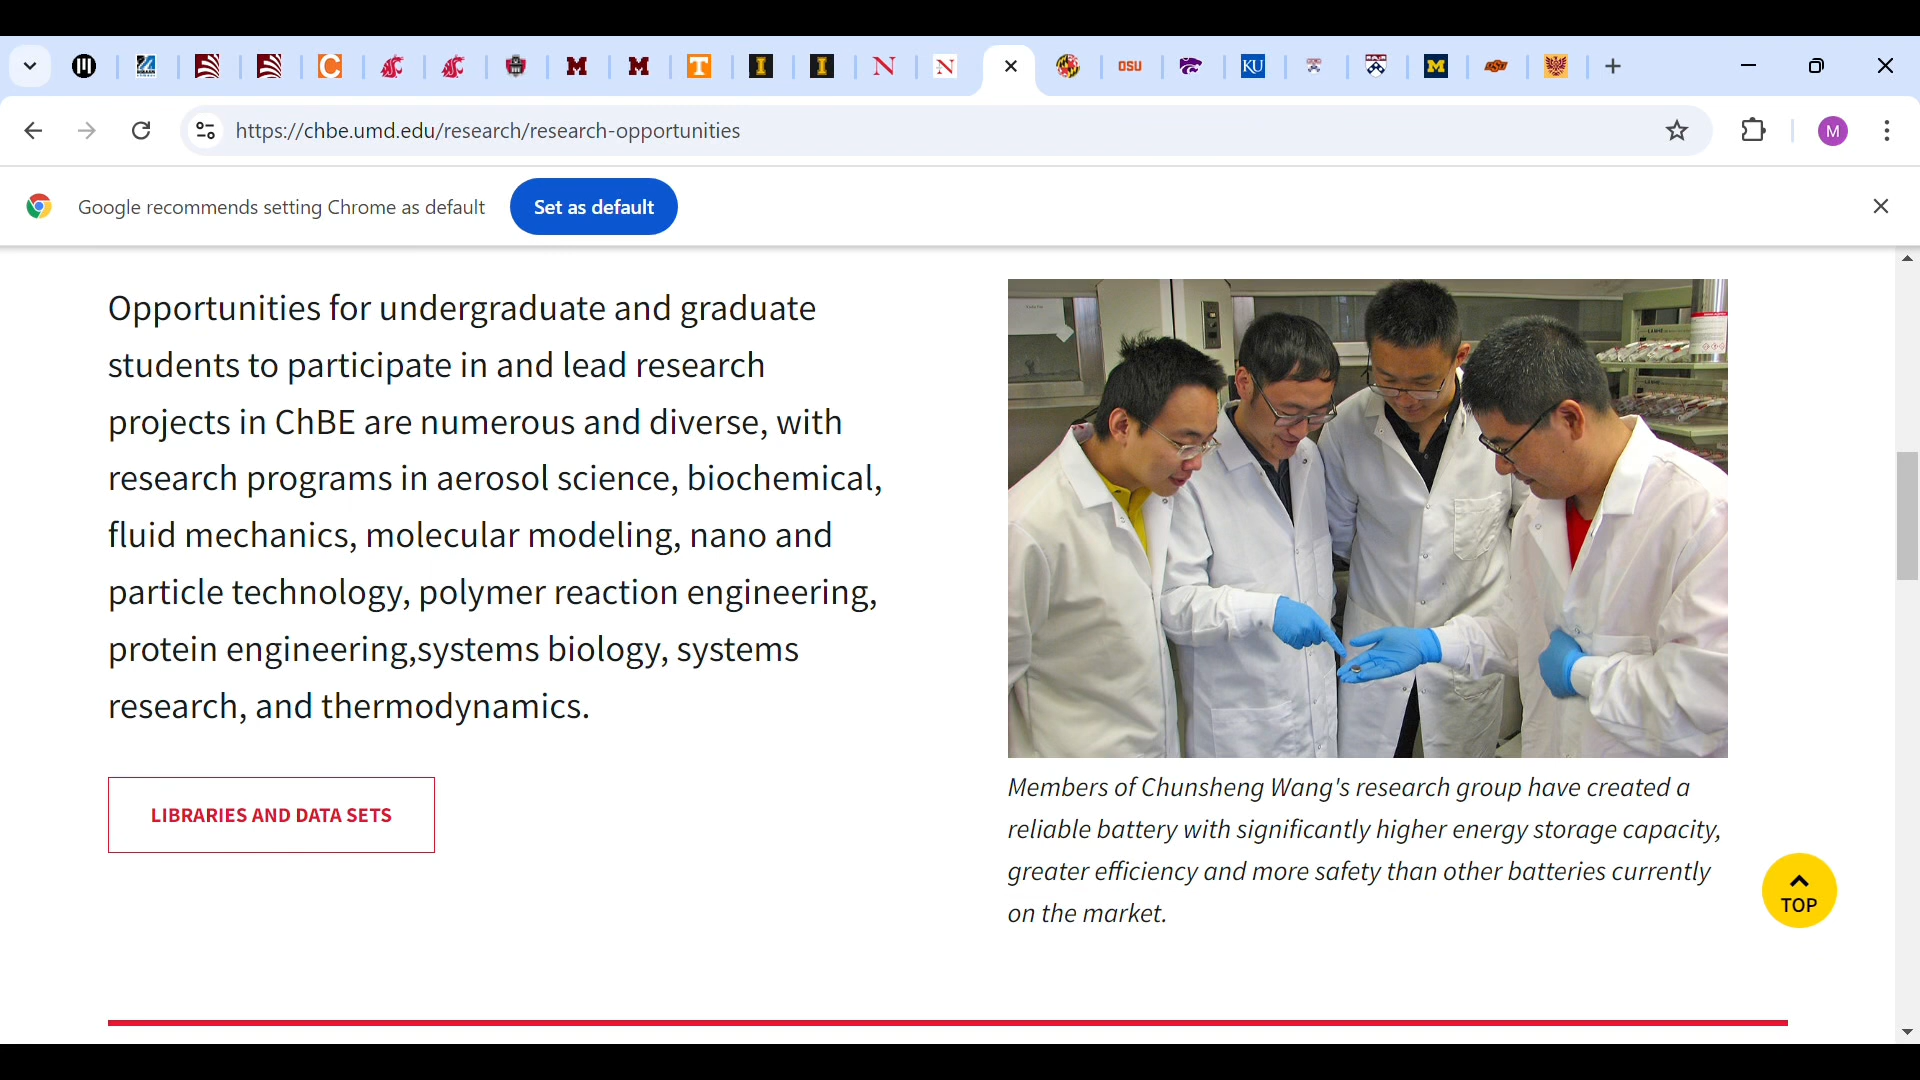 OSU
KU
https://chbe.umd.edu/research/research-opportunities
M
Google recommends setting Chrome as default
Set as default
Opportunities for undergraduate and graduate
students to participate in and lead research
projects in ChBE are numerous and diverse, with
research programs in aerosol science, biochemical,
fluid mechanics, molecular modeling, nano and
particle technology, polymer reaction engineering,
protein engineering,systems biology, systems
research, and thermodynamics.
LIBRARIES AND DATA SETS
Members of Chunsheng Wang's research group have created a
reliable battery with significantly higher energy storage capacity,
greater efficiency and more safety than other batteries currently
on the market.
TOP